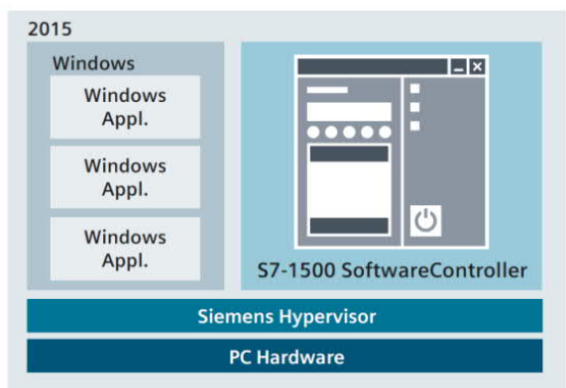 2015
Windows
Windows
Appl.
Windows
Appl.
Windows
Appl.
S7-1500 SoftwareController
Siemens Hypervisor
PC Hardware